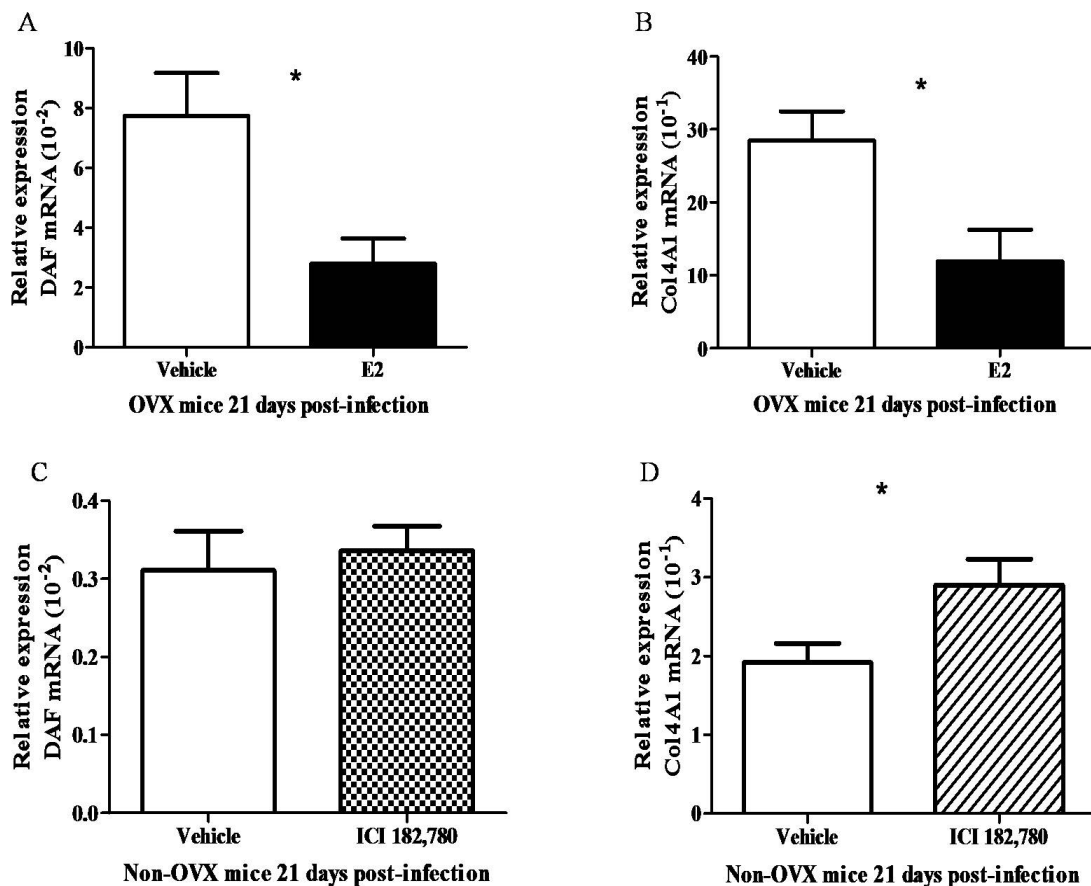 A
Relative expression
DAF mRNA (10-2)
10
8
6
4
2
0
*
Vehicle
E2
OVX mice 21 days post-infection
B
Relative expression
Col4A1 mRNA (10-1)
40
30
20
10
0
*
Vehicle
E2
OVX mice 21 days post-infection
C
Relative expression
DAF mRNA (10-2)
0.4
0.3
0.2
0.1
0.0
Vehicle
ICI 182,780
Non-OVX mice 21 days post-infection
D
Relative expression
Col4A1 mRNA (10-1)
4
3
2
1
0
*
Vehicle
ICI 182,780
Non-OVX mice 21 days post-infection